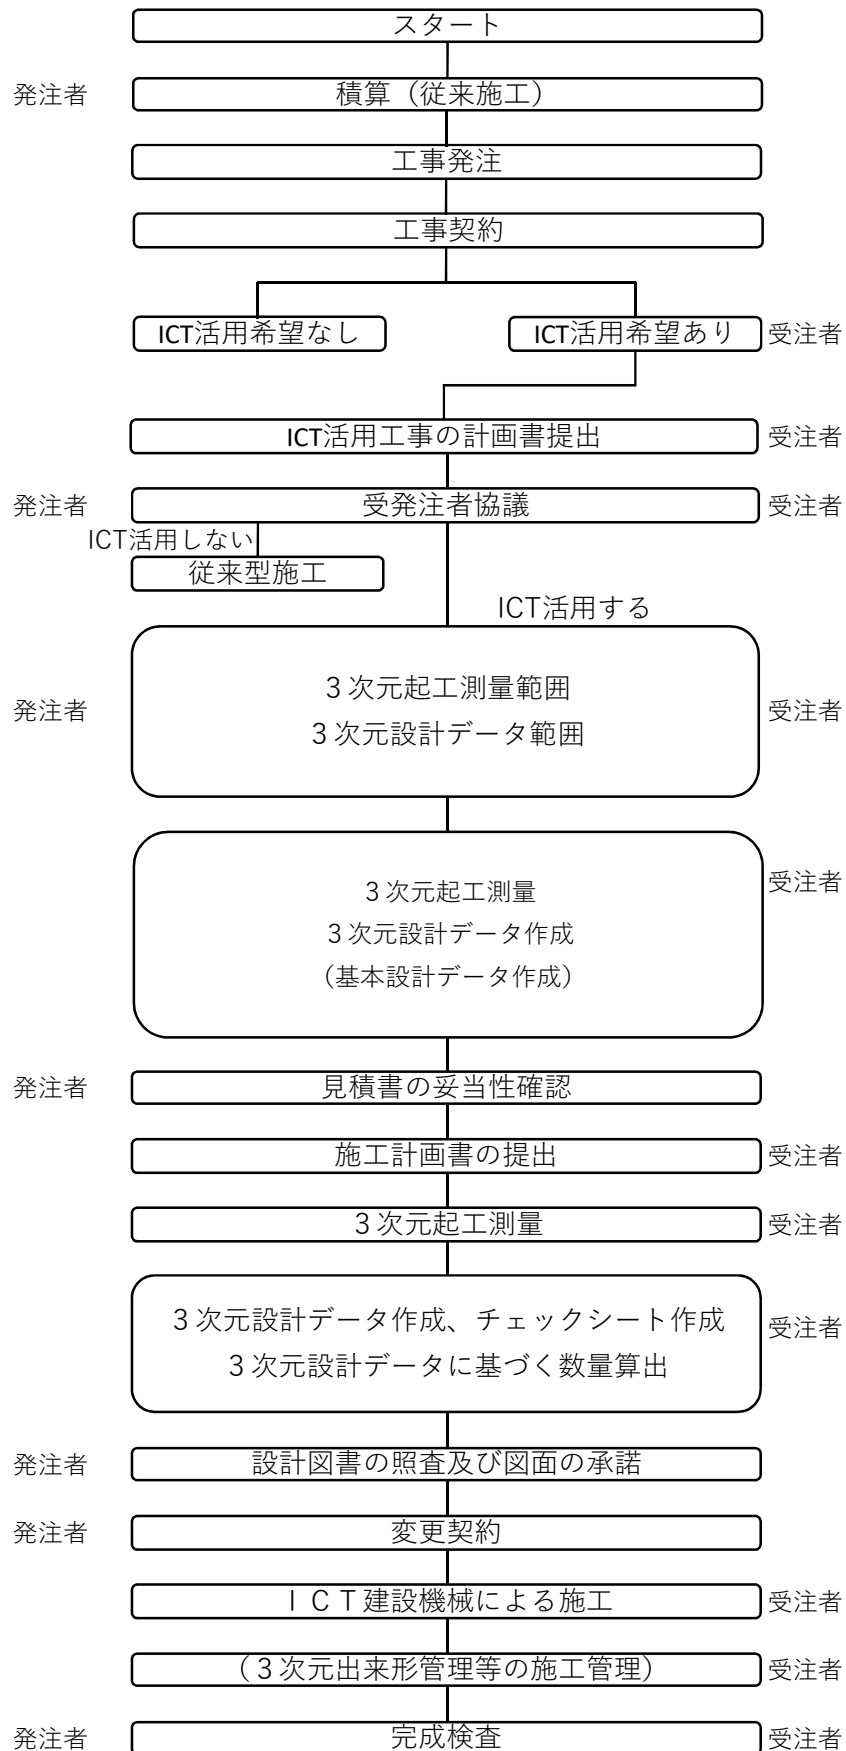 スタート
発注者
積算（従来施工）
工事発注
工事契約
ICT活用希望なし
ICT活用希望あり
受注者
ICT活用工事の計画書提出
受注者
発注者
受発注者協議
受注者
ICT活用しない
従来型施工
ICT活用する
発注者
３次元起工測量範囲
３次元設計データ範囲
受注者
３次元起工測量
３次元設計データ作成
（基本設計データ作成）
受注者
発注者
見積書の妥当性確認
施工計画書の提出
受注者
３次元起工測量
受注者
３次元設計データ作成、チェックシート作成
３次元設計データに基づく数量算出
受注者
発注者
設計図書の照査及び図面の承諾
発注者
変更契約
ＩＣＴ建設機械による施工
受注者
（３次元出来形管理等の施工管理）
受注者
発注者
完成検査
受注者